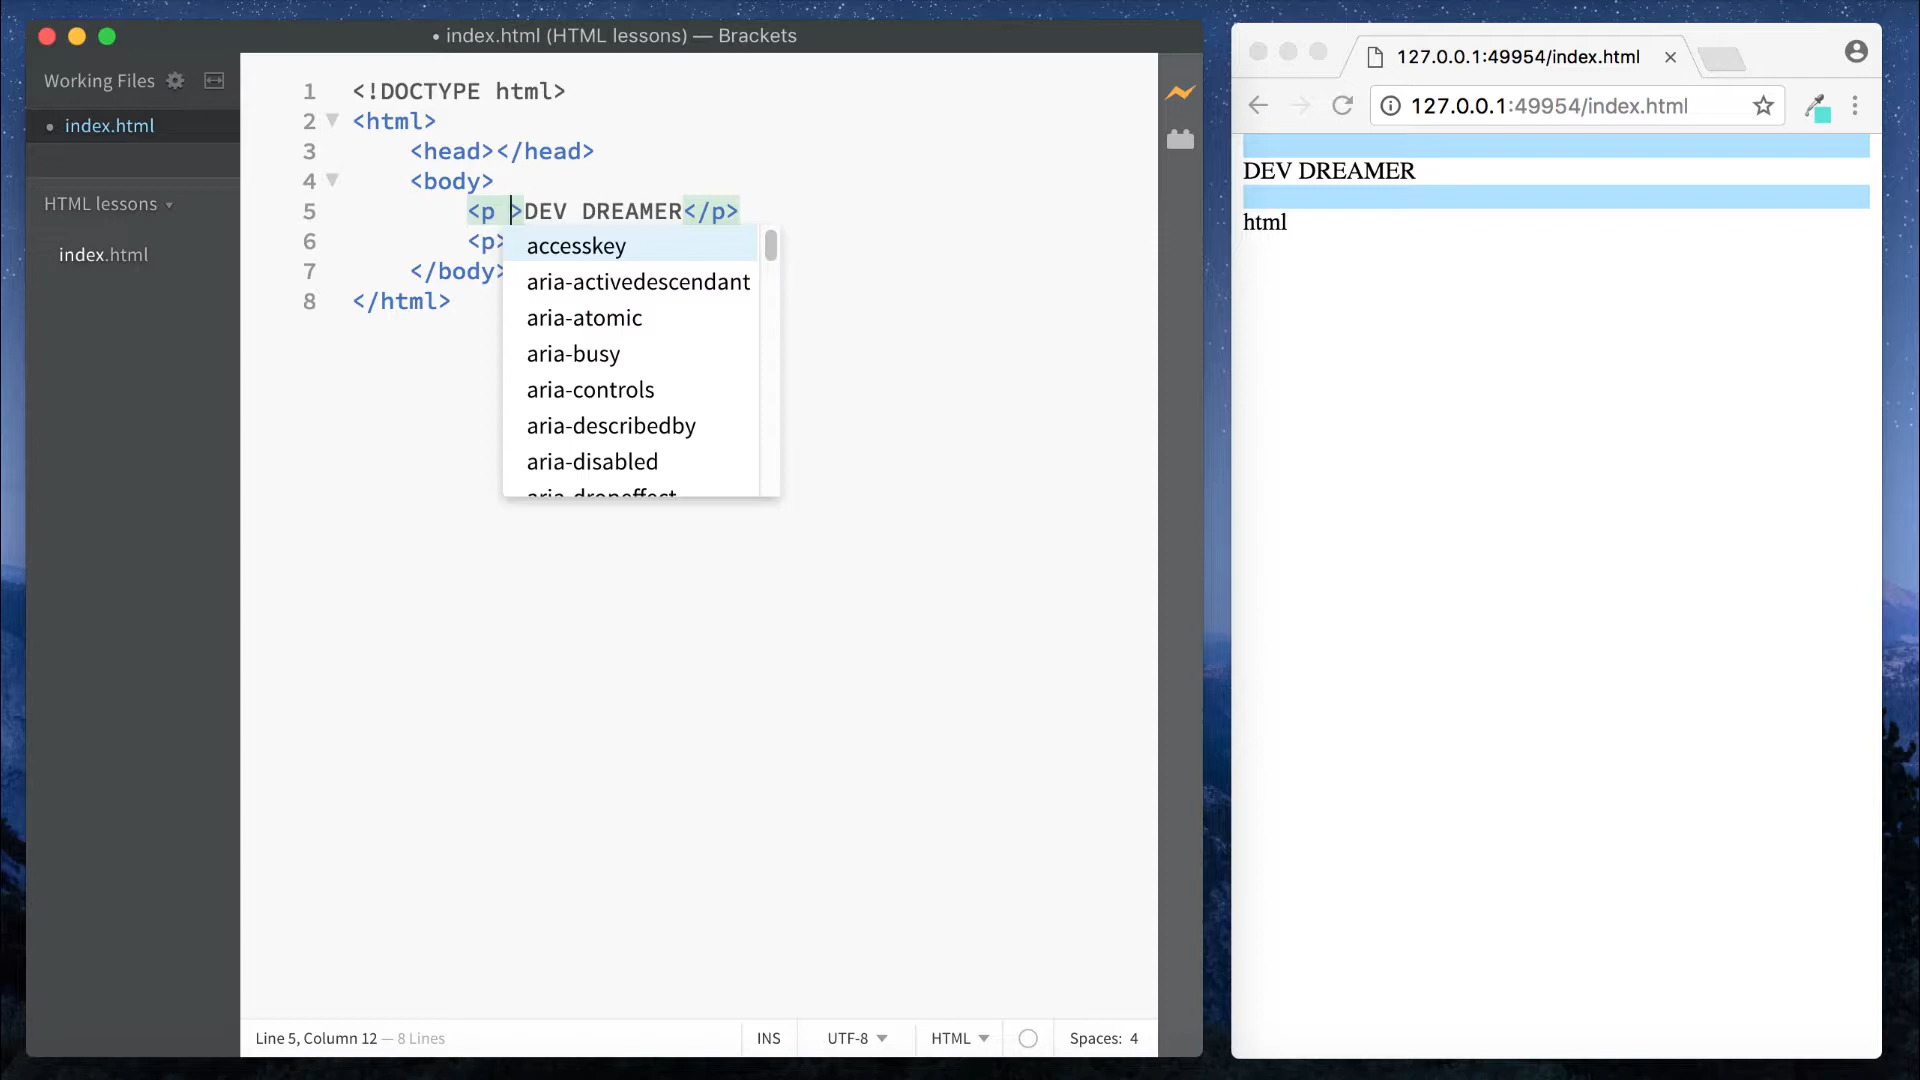 • index.html (HTML lessons) — Brackets
Working Files
• index.html
HTML lessons ▾
index.html
1 <!DOCTYPE html>
2 <html>
3 <head></head>
4 <body>
5 <p >DEV DREAMER</p>
6 <p>
7 </body>
8 </html>
accesskey
aria-activedescendant
aria-atomic
aria-busy
aria-controls
aria-describedby
aria-disabled
aria-dropeffect
Line 5, Column 12 — 8 Lines
INS
UTF-8
HTML
Spaces: 4
127.0.0.1:49954/index.html
127.0.0.1:49954/index.html
DEV DREAMER
html